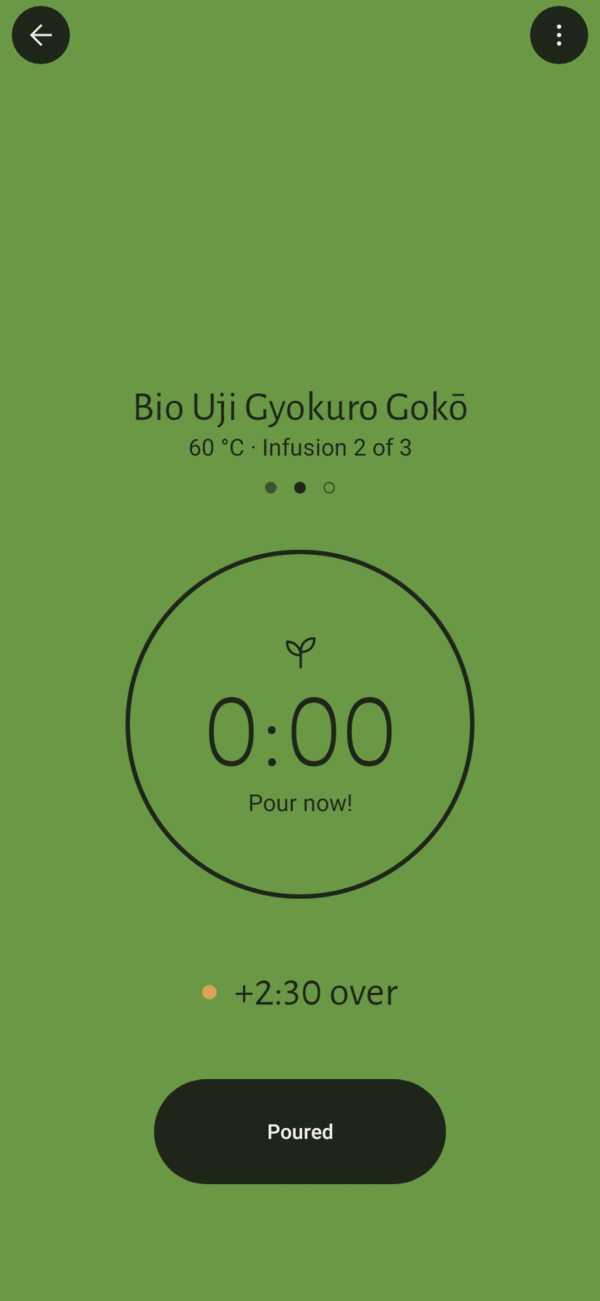 Bio Uji Gyokuro Gokō
60 °C · Infusion 2 of 3
0:00
Pour now!
+2:30 over
Poured